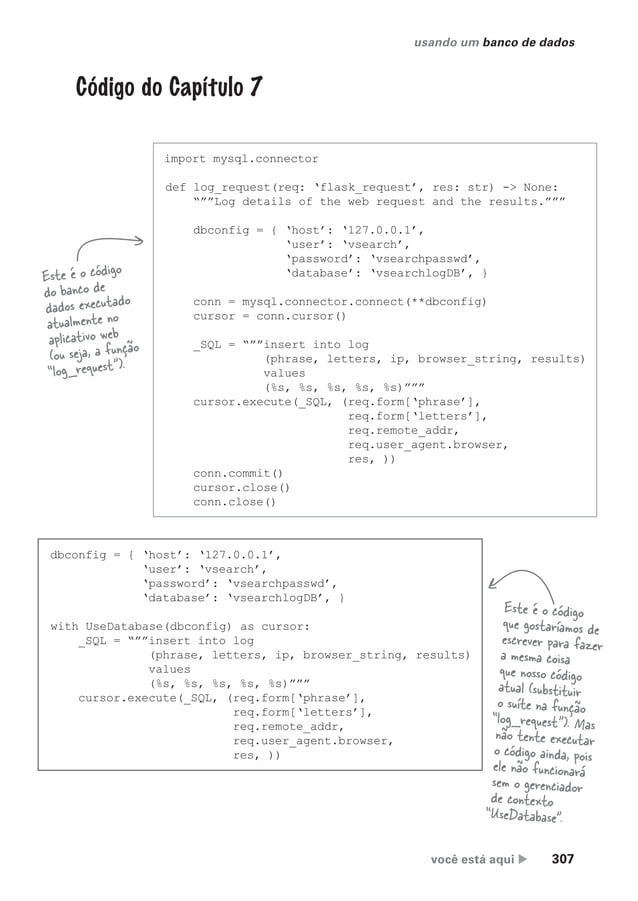 usando um banco de dados
Código do Capítulo 7
import mysql.connector
def log_request(req: ‘flask_request’, res: str) -> None:
“””Log details of the web request and the results.”””
dbconfig = { ‘host’: ‘127.0.0.1’,
‘user’: ‘vsearch’,
‘password’: ‘vsearchpasswd’,
‘database’: ‘vsearchlogDB’, }
conn = mysql.connector.connect(**dbconfig)
cursor = conn.cursor()
_SQL = “””insert into log
(phrase, letters, ip, browser_string, results)
values
(%s, %s, %s, %s, %s)”””
cursor.execute(_SQL, (req.form[‘phrase’],
req.form[‘letters’],
req.remote_addr,
req.user_agent.browser,
res, ))
conn.commit()
cursor.close()
conn.close()
Este é o código
do banco de
dados executado
atualmente no
aplicativo web
(ou seja, a função
“log_request”).
dbconfig = { ‘host’: ‘127.0.0.1’,
‘user’: ‘vsearch’,
‘password’: ‘vsearchpasswd’,
‘database’: ‘vsearchlogDB’, }
with UseDatabase(dbconfig) as cursor:
_SQL = “””insert into log
(phrase, letters, ip, browser_string, results)
values
(%s, %s, %s, %s, %s)”””
cursor.execute(_SQL, (req.form[‘phrase’],
req.form[‘letters’],
req.remote_addr,
req.user_agent.browser,
res, ))
Este é o código
que gostaríamos de
escrever para fazer
a mesma coisa
que nosso código
atual (substituir
o suíte na função
“log_request”). Mas
não tente executar
o código ainda, pois
ele não funcionará
sem o gerenciador
de contexto
“UseDatabase”.
você está aqui ▶ 307